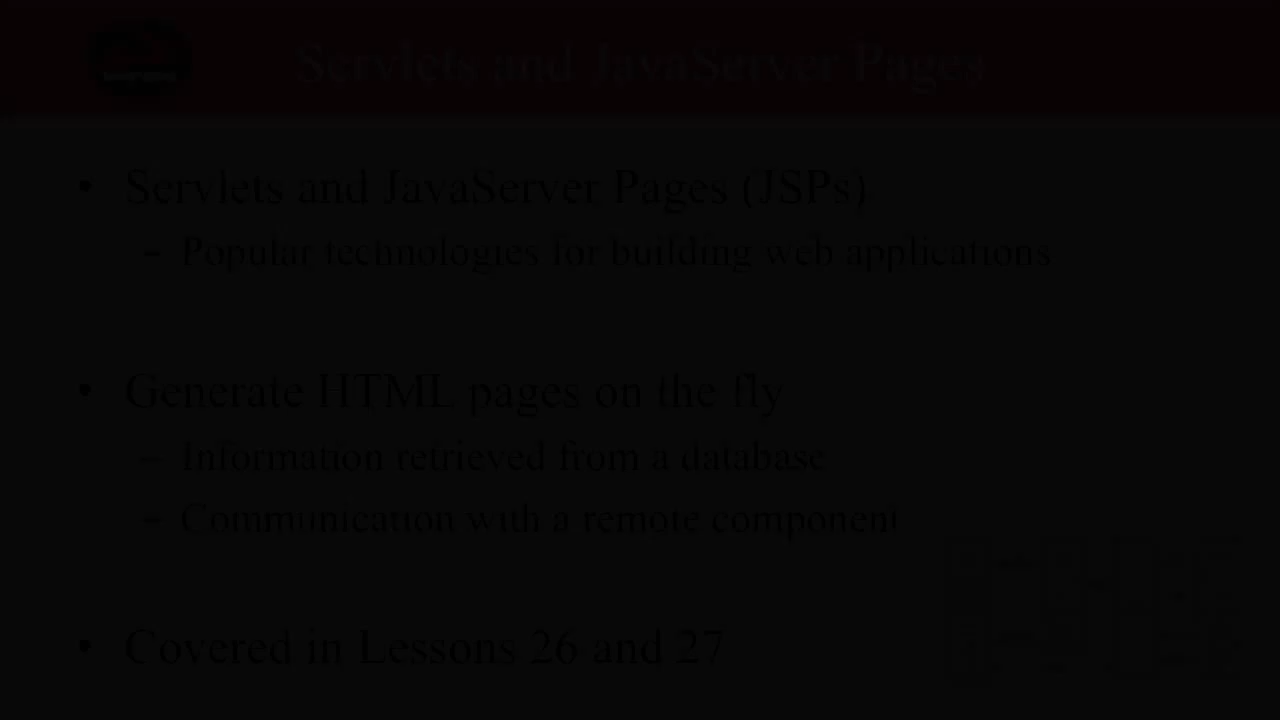 Servlets and JavaServer Pages
• Servlets and JavaServer Pages (JSPs)
– Popular technologies for building web applications
• Generate HTML pages on the fly
– Information retrieved from a database
– Communication with a remote component
• Covered in Lessons 26 and 27